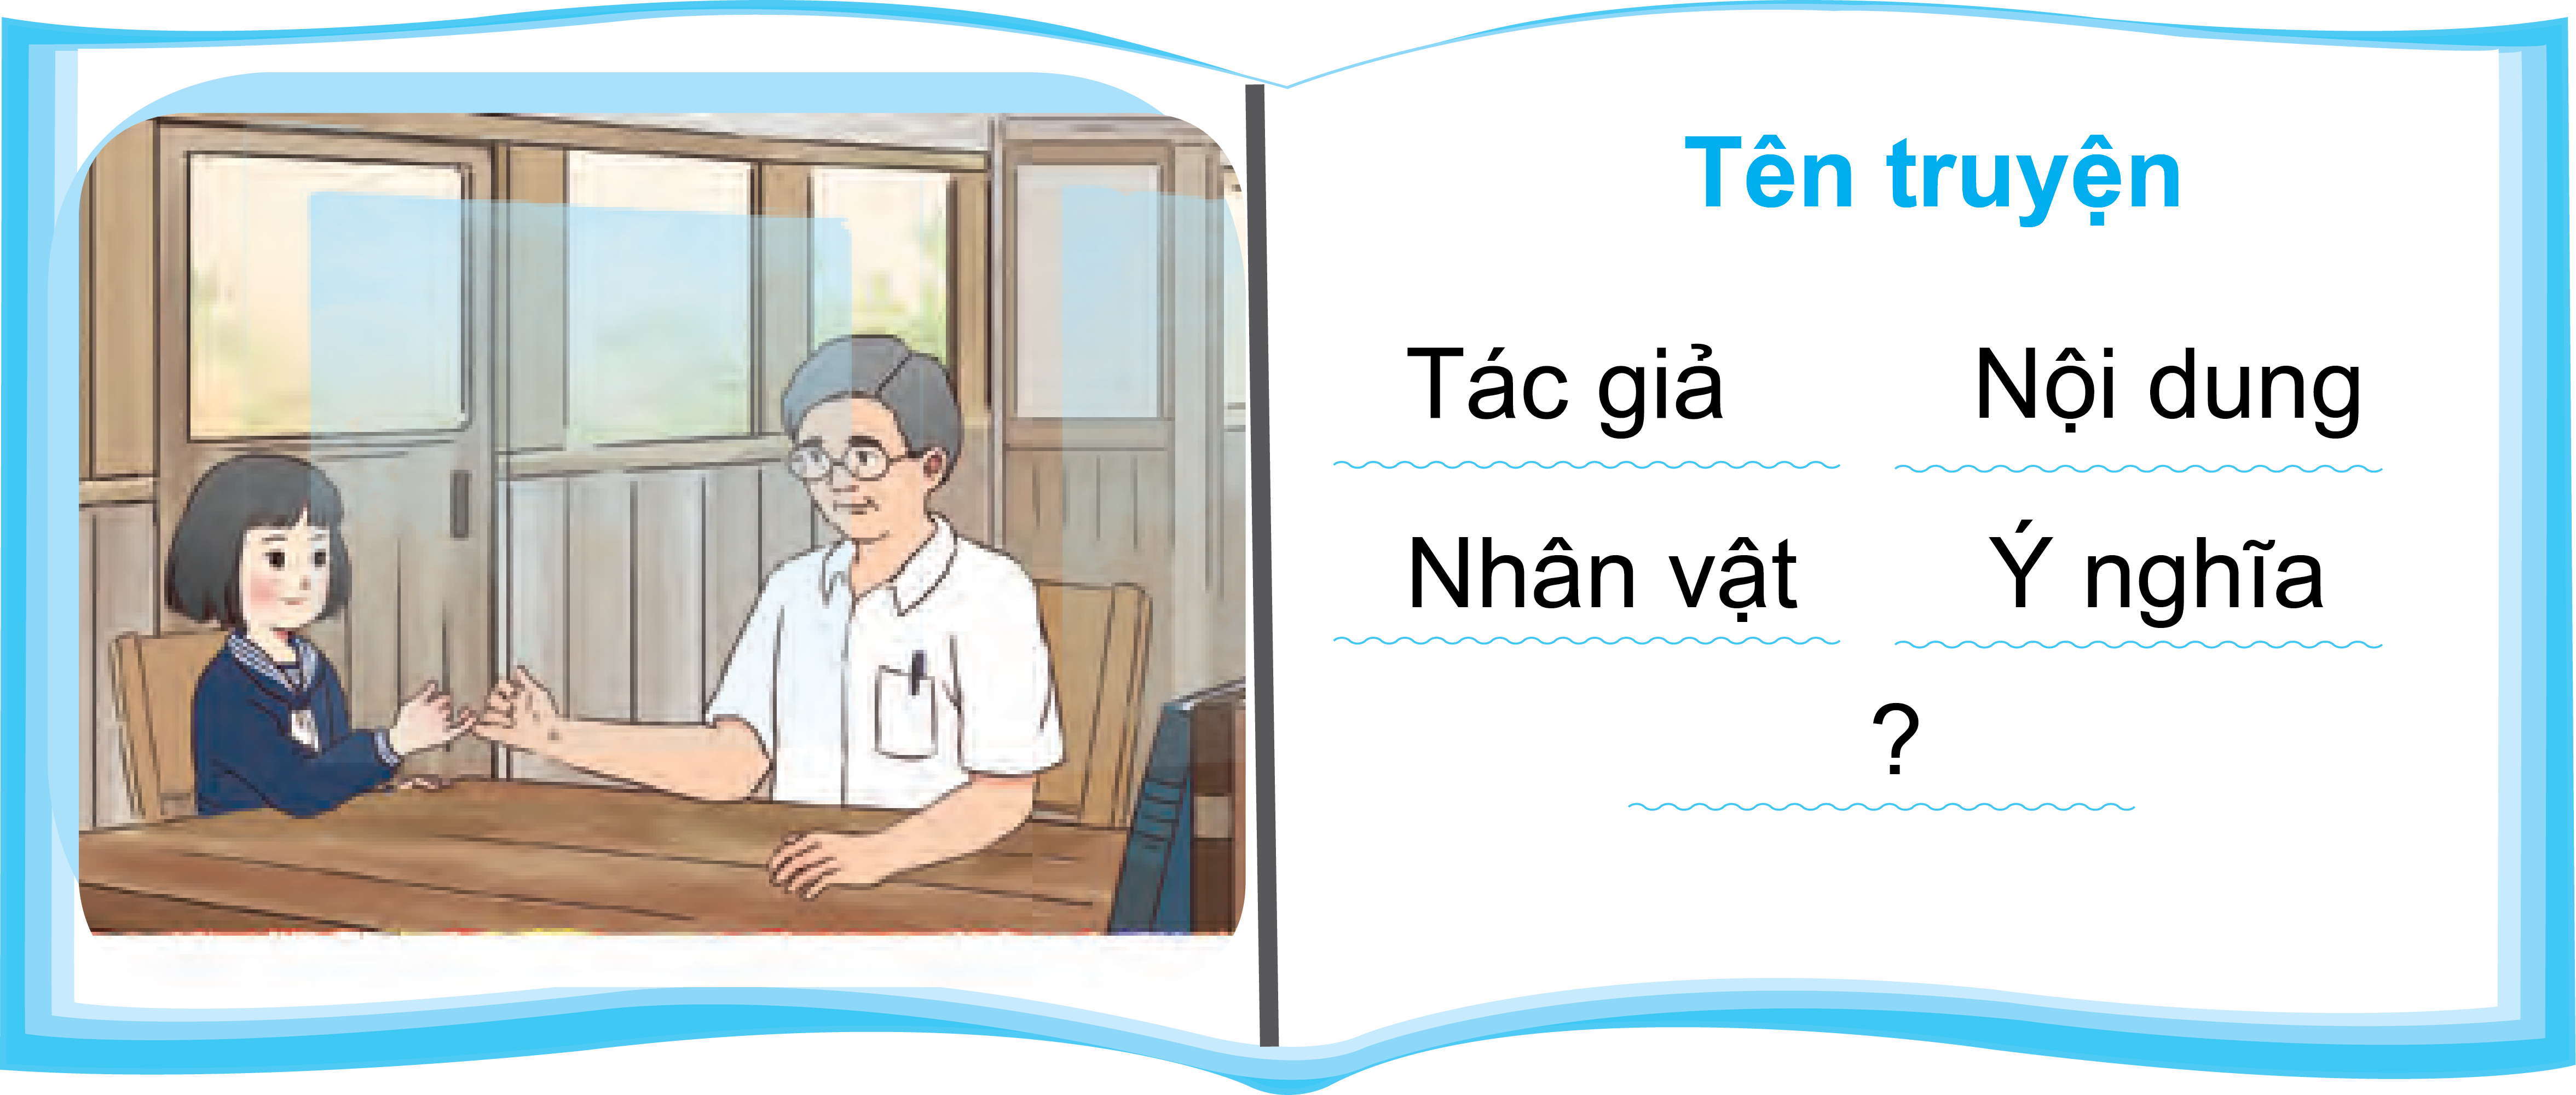 Tên truyện
Tác giả Nội dung
Nhân vật Ý nghĩa
?